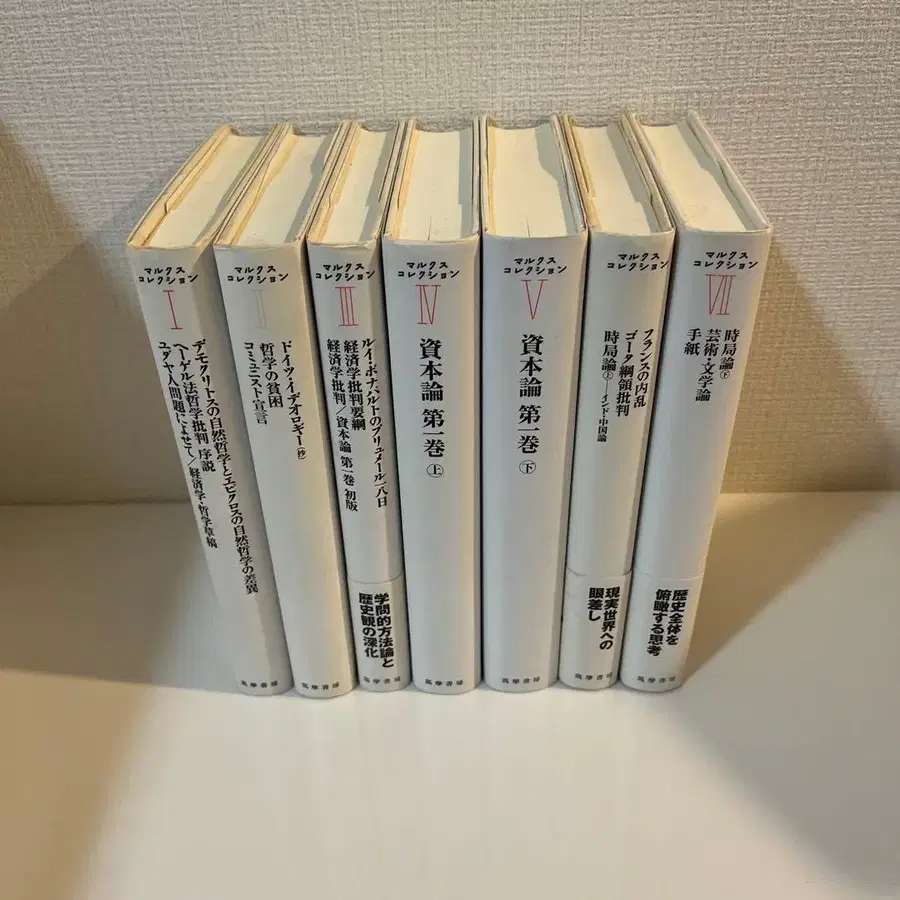 マルクス
コレクション
I
デモクリトスの自然哲学とエピクロスの自然哲学の差異
ヘーゲル法哲学批判 序説
ユダヤ人問題によせて/経済学・哲学草稿
筑摩書房
マルクス
コレクション
II
ドイツ・イデオロギー(抄)
哲学の貧困
コミュニスト宣言
筑摩書房
マルクス
コレクション
III
ルイ・ボナパルトのブリュメール一八日
経済学批判要綱
経済学批判/資本論 第一巻 初版
学問的方法論と
歴史観の深化
筑摩書房
マルクス
コレクション
IV
資本論 第一巻 上
筑摩書房
マルクス
コレクション
V
資本論 第一巻 下
筑摩書房
マルクス
コレクション
VI
フランスの内乱
ゴータ綱領批判
時局論 上 インド・中国論
現実世界への
眼差し
筑摩書房
マルクス
コレクション
VII
時局論 下
芸術・文学論
手紙
歴史全体を
俯瞰する思考
筑摩書房